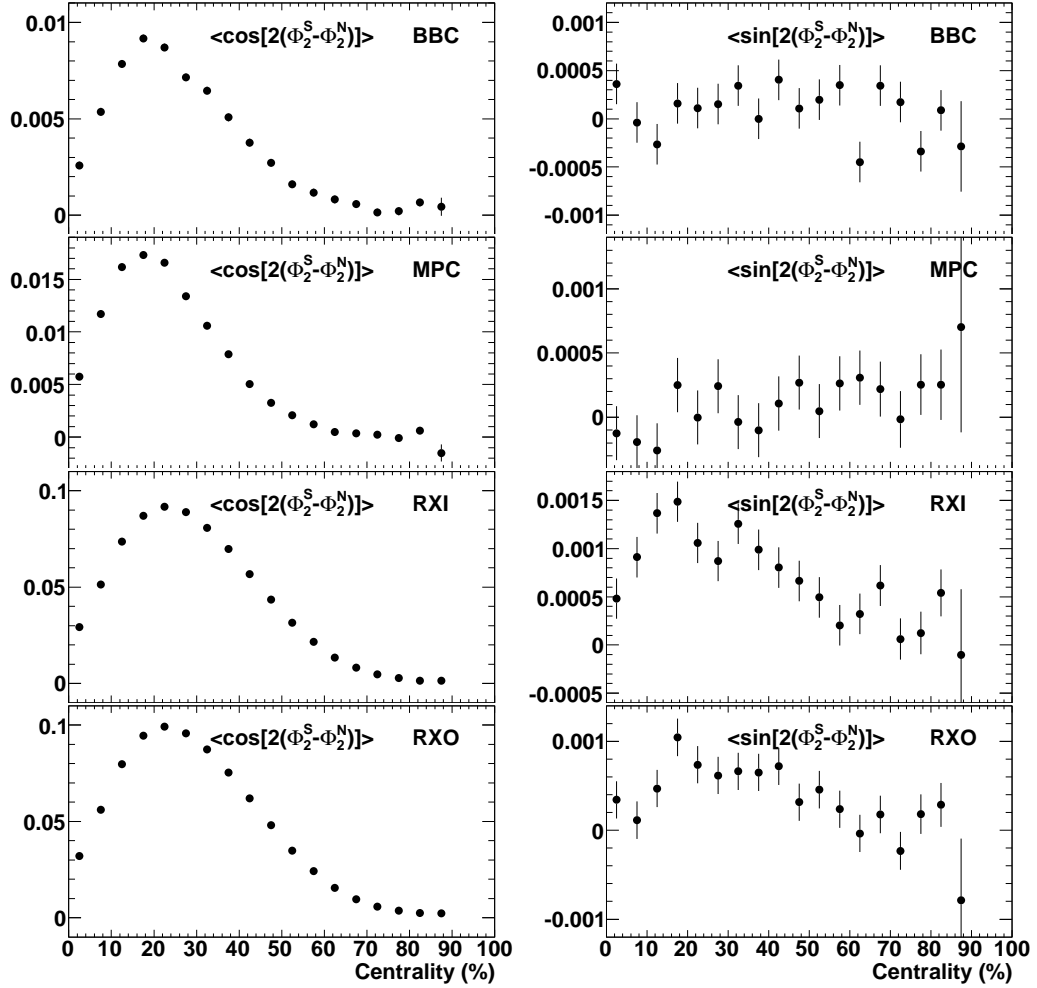 0.01
<cos[2(Φ₂ˢ-Φ₂ᴺ)]> BBC
0.005
0
<cos[2(Φ₂ˢ-Φ₂ᴺ)]> MPC
0.015
0.01
0.005
0
<cos[2(Φ₂ˢ-Φ₂ᴺ)]> RXI
0.1
0.05
0
<cos[2(Φ₂ˢ-Φ₂ᴺ)]> RXO
0.1
0.05
0
0 10 20 30 40 50 60 70 80 90 100
Centrality (%)
0.001
<sin[2(Φ₂ˢ-Φ₂ᴺ)]> BBC
0.0005
0
-0.0005
-0.001
<sin[2(Φ₂ˢ-Φ₂ᴺ)]> MPC
0.001
0.0005
0
<sin[2(Φ₂ˢ-Φ₂ᴺ)]> RXI
0.0015
0.001
0.0005
0
-0.0005
<sin[2(Φ₂ˢ-Φ₂ᴺ)]> RXO
0.001
0
-0.001
0 10 20 30 40 50 60 70 80 90 100
Centrality (%)